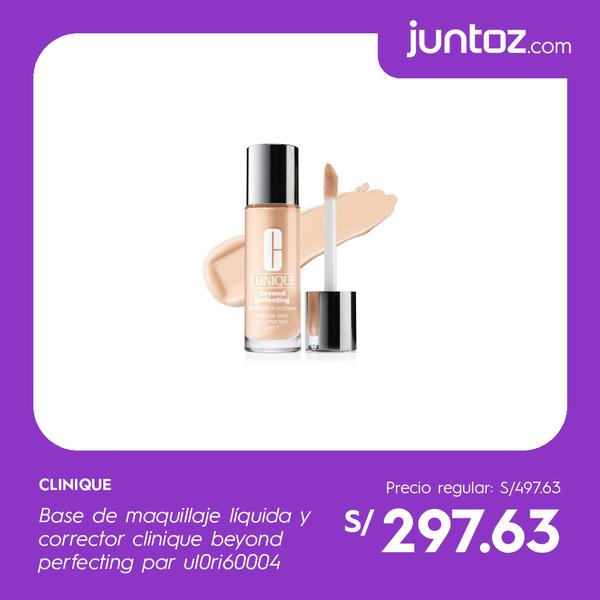 juntoz.com
C
CLINIQUE
beyond
perfecting
CLINIQUE
Base de maquillaje líquida y
corrector clinique beyond
perfecting par ul0ri60004
Precio regular: S/497.63
S/ 297.63